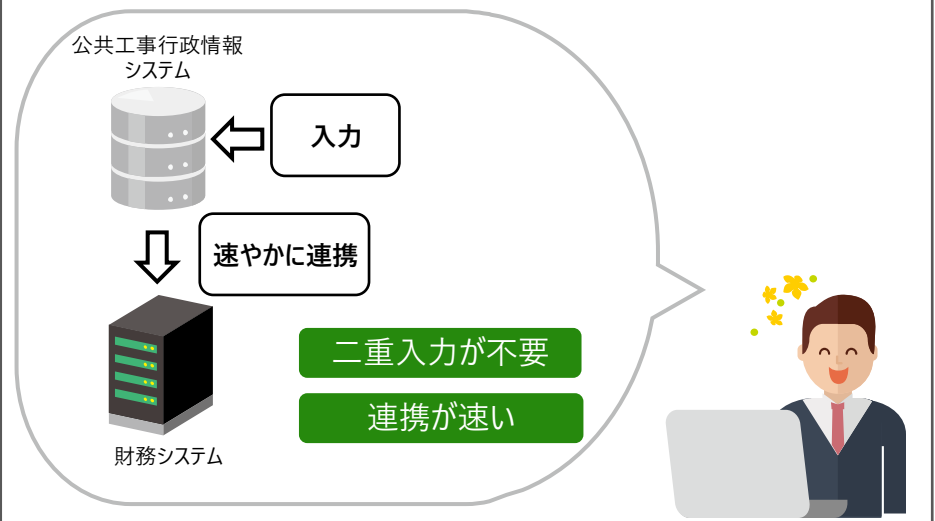 公共工事行政情報
システム
入力
速やかに連携
二重入力が不要
連携が速い
財務システム